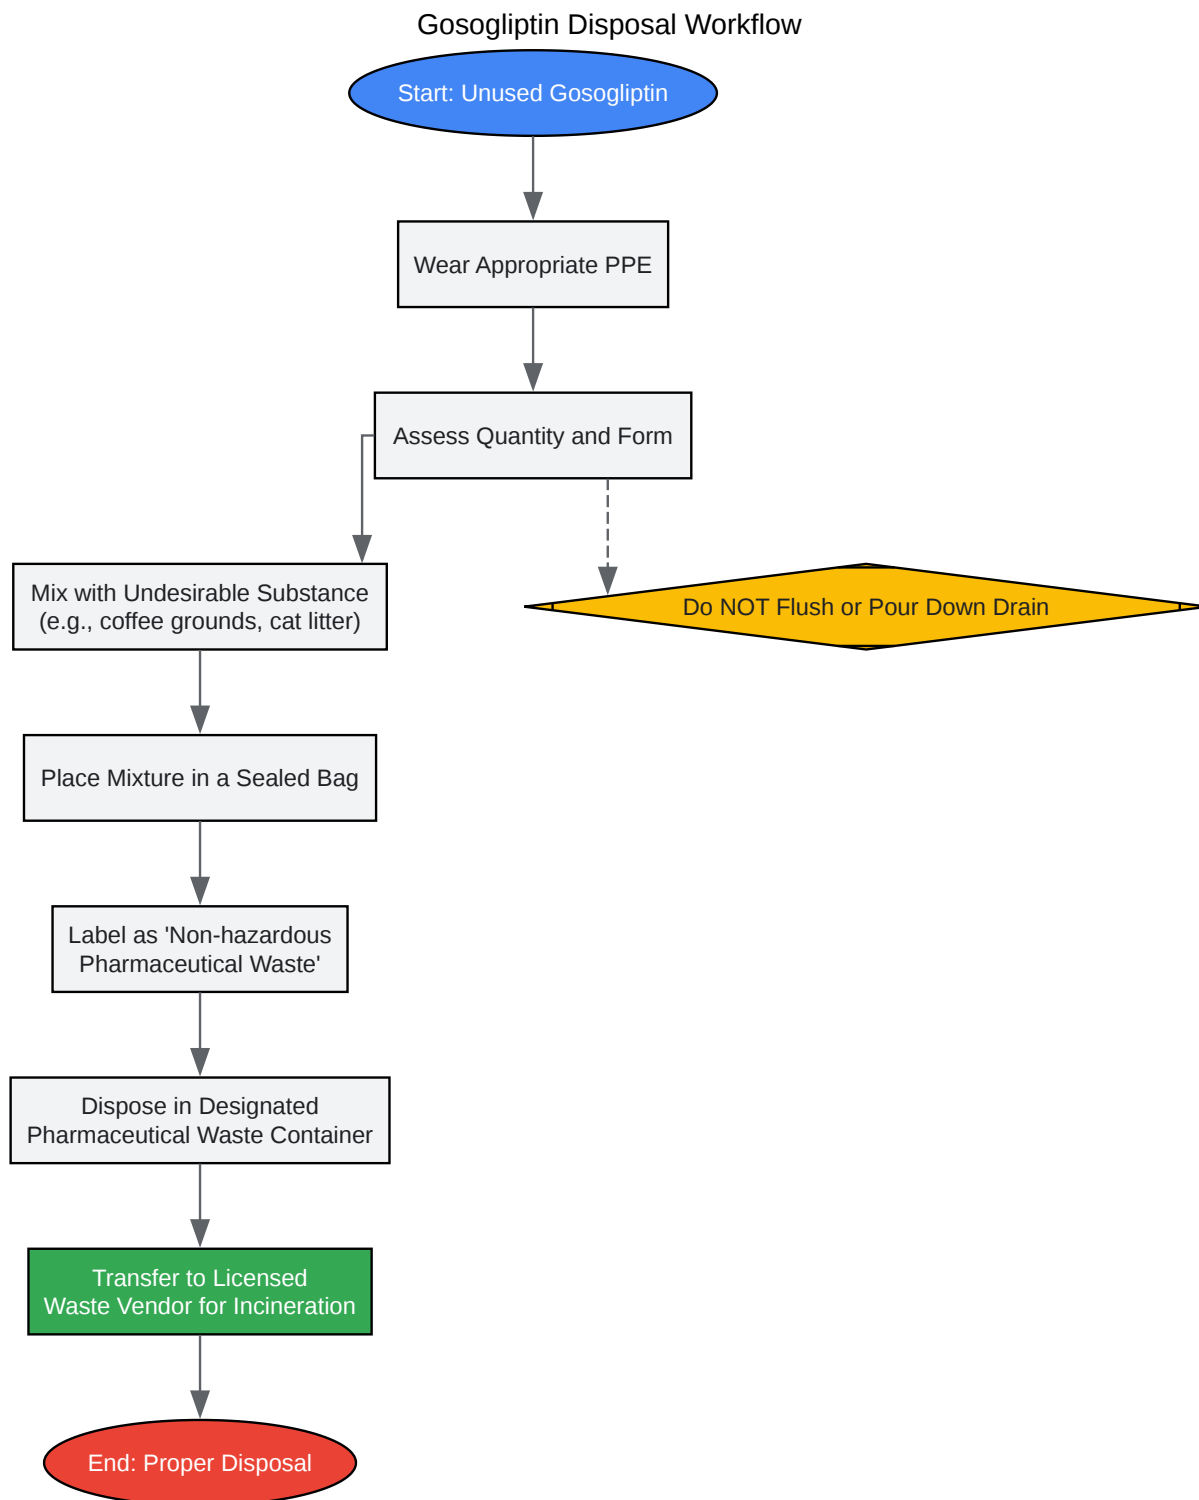 Gosogliptin Disposal Workflow
Start: Unused Gosogliptin
Wear Appropriate PPE
Assess Quantity and Form
Mix with Undesirable Substance
(e.g., coffee grounds, cat litter)
Do NOT Flush or Pour Down Drain
Place Mixture in a Sealed Bag
Label as 'Non-hazardous
Pharmaceutical Waste'
Dispose in Designated
Pharmaceutical Waste Container
Transfer to Licensed
Waste Vendor for Incineration
End: Proper Disposal